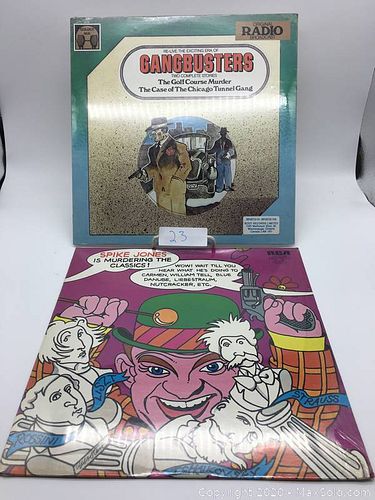 RE-LIVE THE EXCITING ERA OF
GANGBUSTERS
TWO COMPLETE STORIES
The Golf Course Murder
The Case of The Chicago Tunnel Gang
ORIGINAL
RADIO
23
SPIKE JONES
IS MURDERING THE
CLASSICS!
WOW! WAIT TILL YOU
HEAR WHAT HE'S DOING TO
CARMEN, WILLIAM TELL, BLUE
DANUBE, LIEBESTRAUM,
NUTCRACKER, ETC.
RCA
LISZT
STRAUSS
ROSSINI
Copyright © 2020 - MaxSold.com